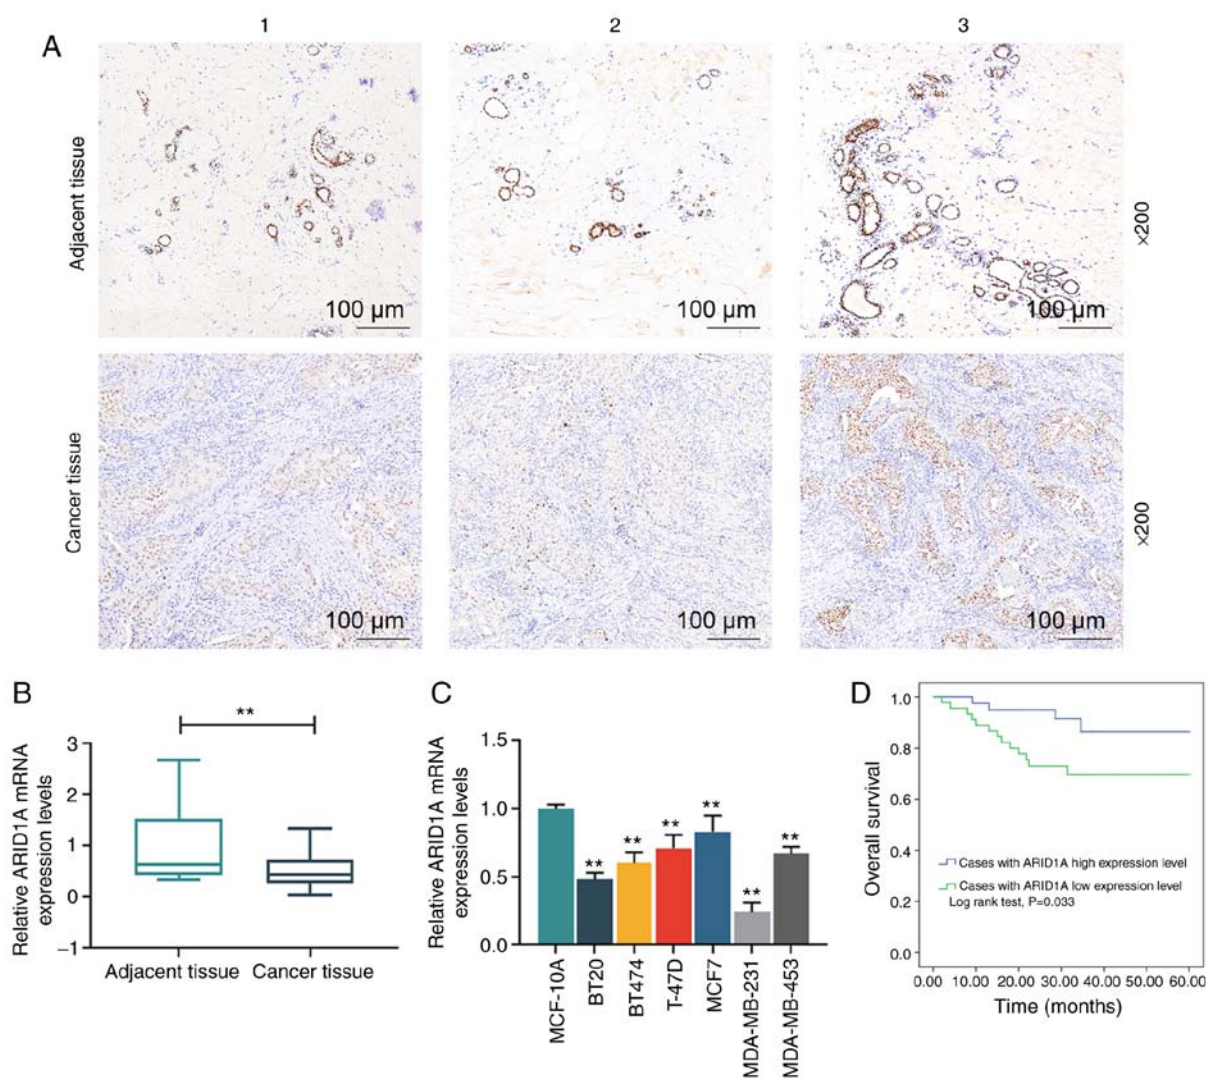 1
2
3
A
Adjacent tissue
100 µm
100 µm
100 µm
×200
Cancer tissue
100 µm
100 µm
100 µm
×200
B
**
Relative ARID1A mRNA
expression levels
3
2
1
0
−1
Adjacent tissue
Cancer tissue
C
Relative ARID1A mRNA
expression levels
1.5
1.0
0.5
0.0
**
**
**
**
**
**
MCF-10A
BT20
BT474
T-47D
MCF7
MDA-MB-231
MDA-MB-453
D
Overall survival
1.0
0.8
0.6
0.4
0.2
0.0
Cases with ARID1A high expression level
Cases with ARID1A low expression level
Log rank test, P=0.033
0.00
10.00
20.00
30.00
40.00
50.00
60.00
Time (months)